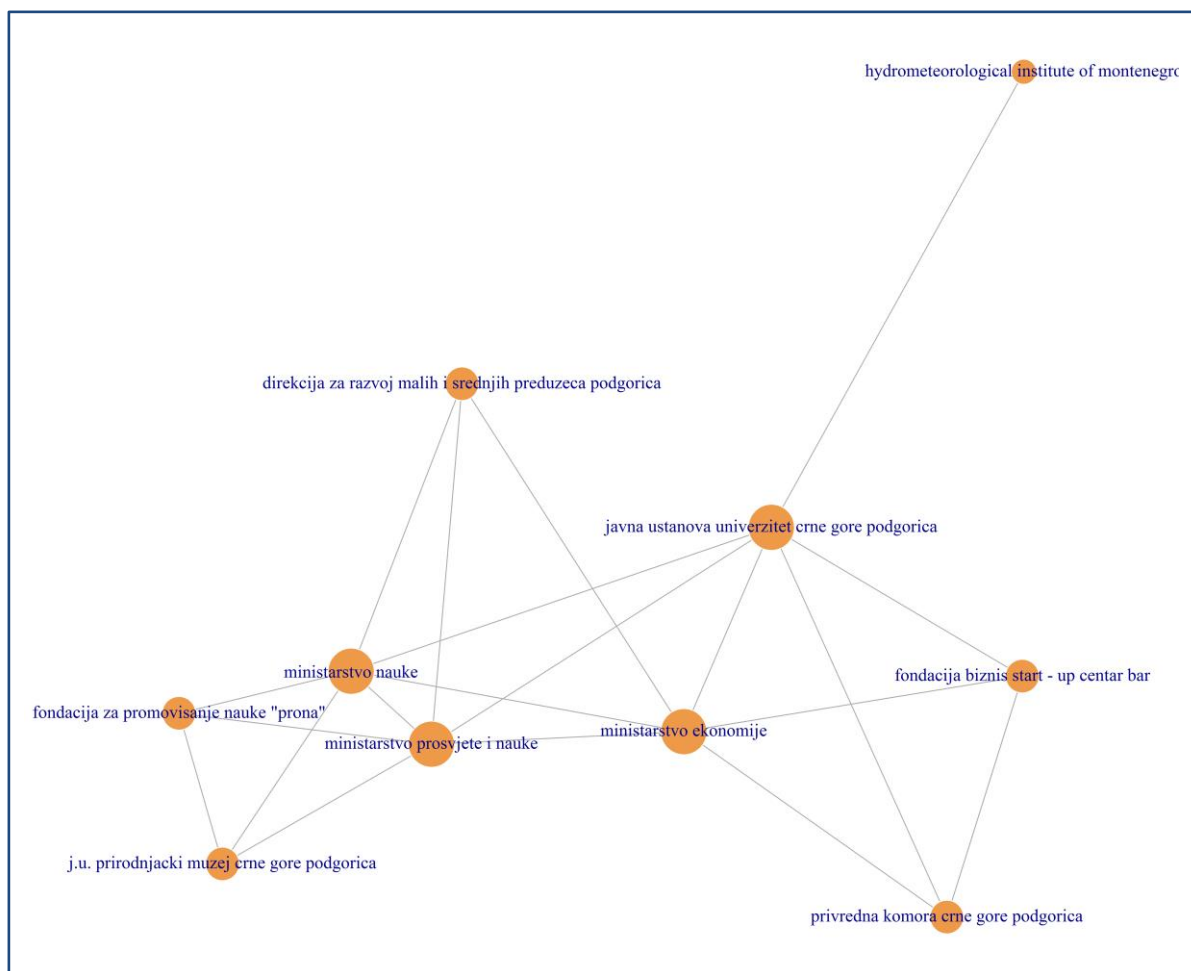 hydrometeorological institute of montenegro
direkcija za razvoj malih i srednjih preduzeca podgorica
javna ustanova univerzitet crne gore podgorica
ministarstvo nauke
fondacija biznis start - up centar bar
fondacija za promovisanje nauke "prona"
ministarstvo prosvjete i nauke
ministarstvo ekonomije
j.u. prirodnjacki muzej crne gore podgorica
privredna komora crne gore podgorica